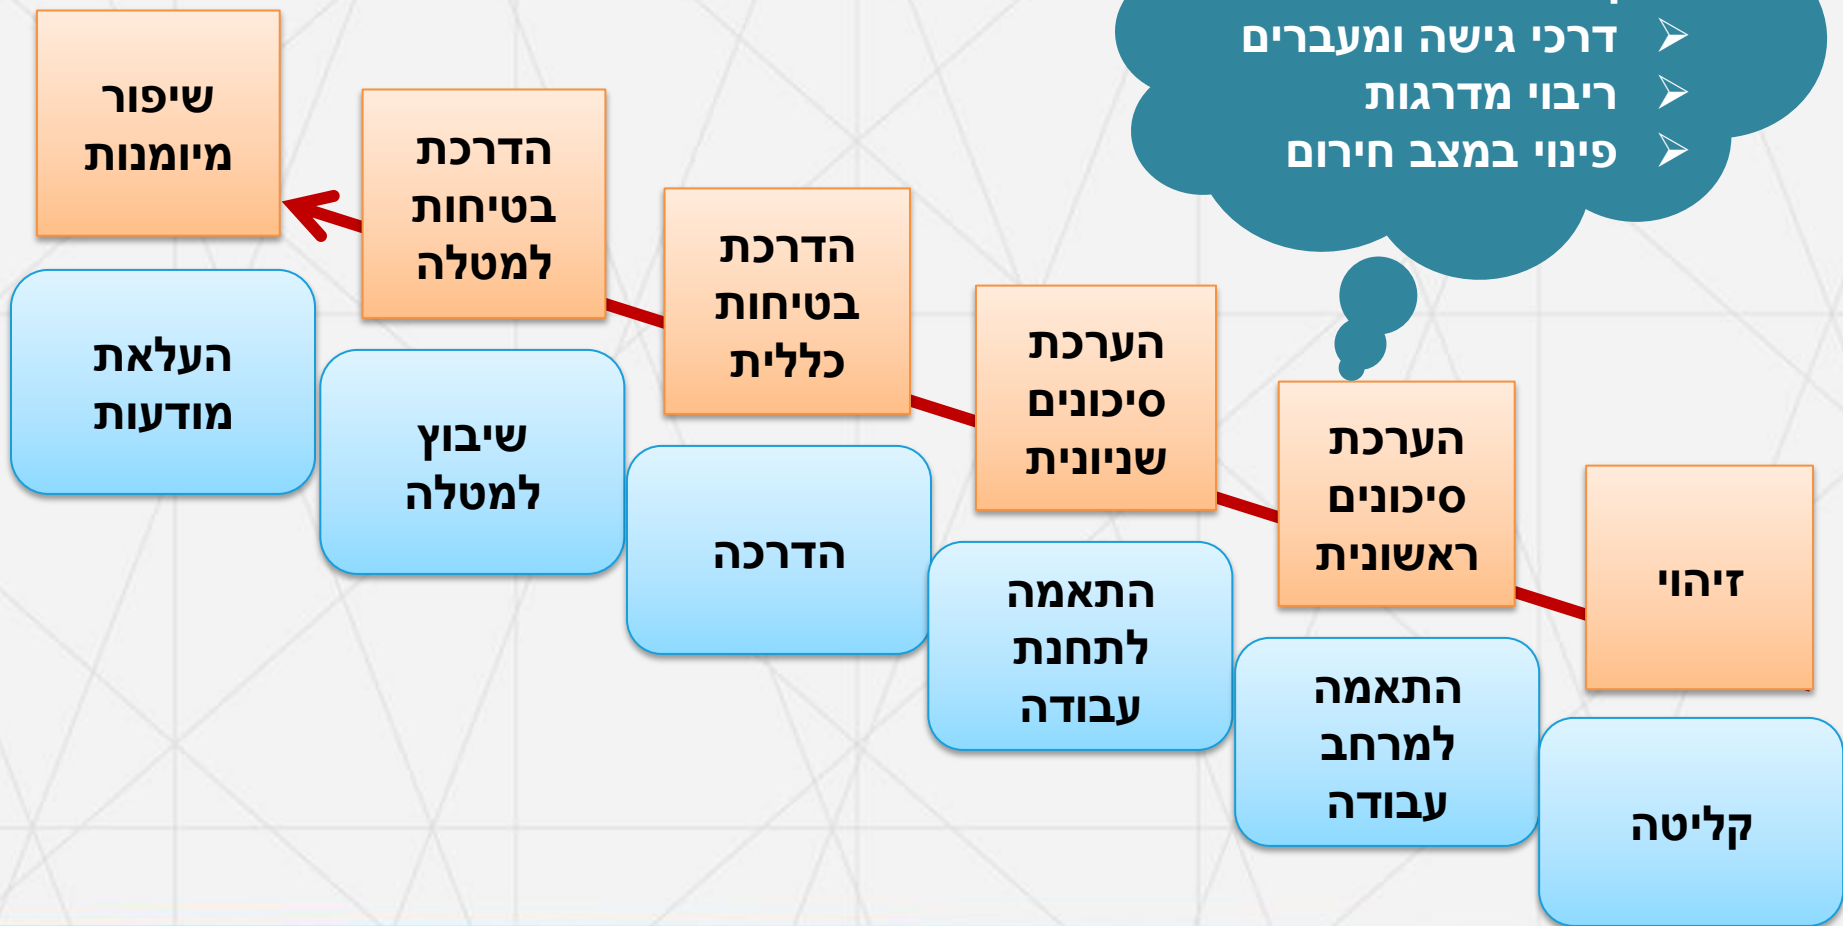 דרכי גישה ומעברים
ריבוי מדרגות
פינוי במצב חירום
זיהוי
הערכת
סיכונים
ראשונית
הערכת
סיכונים
שניונית
הדרכת
בטיחות
כללית
הדרכת
בטיחות
למטלה
שיפור
מיומנות
קליטה
התאמה
למרחב
עבודה
התאמה
לתחנת
עבודה
הדרכה
שיבוץ
למטלה
העלאת
מודעות